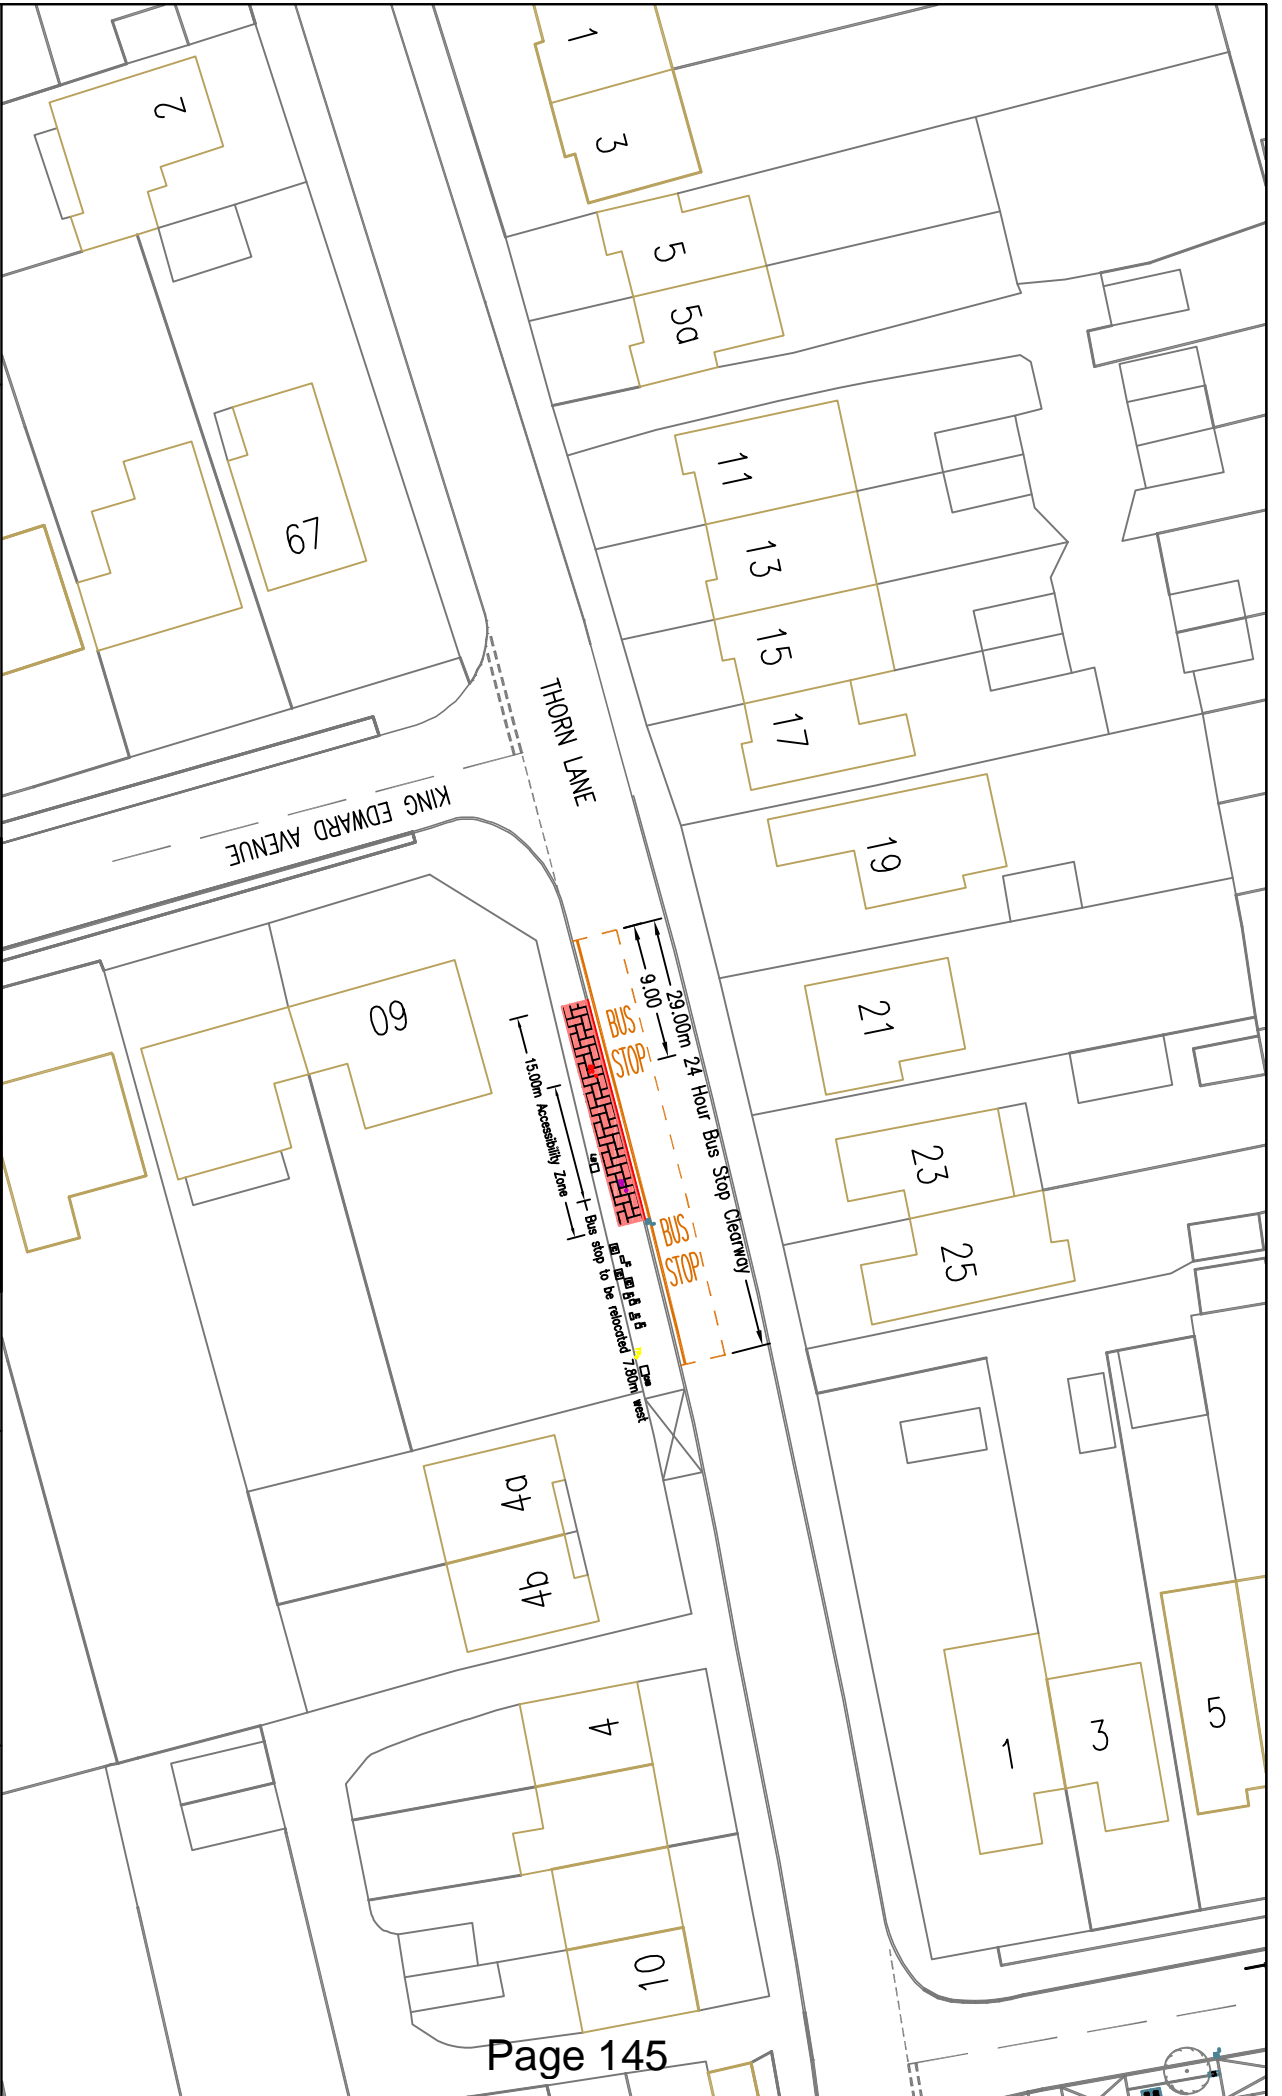 1
2
3
5
5a
11
67
13
15
THORN LANE
17
KING EDWARD AVENUE
19
29.00m 24 Hour Bus Stop Clearway
9.00
BUS STOP
60
21
15.00m Accessibility Zone
23
BUS STOP
25
Bus stop to be relocated 7.80m west
4a
4b
4
1
3
5
10
Page 145